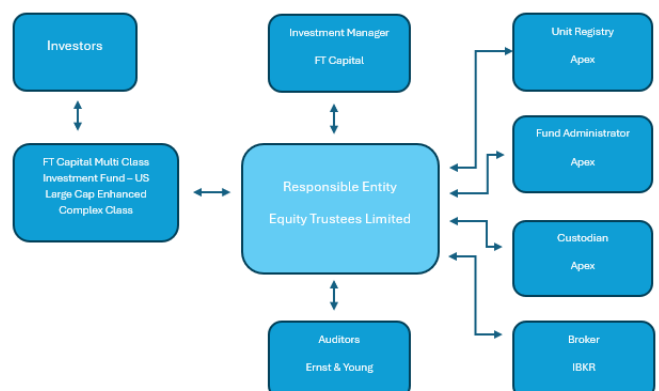 Investors
Investment Manager
FT Capital
Unit Registry
Apex
FT Capital Multi Class
Investment Fund – US
Large Cap Enhanced
Complex Class
Responsible Entity
Equity Trustees Limited
Fund Administrator
Apex
Custodian
Apex
Auditors
Ernst & Young
Broker
IBKR